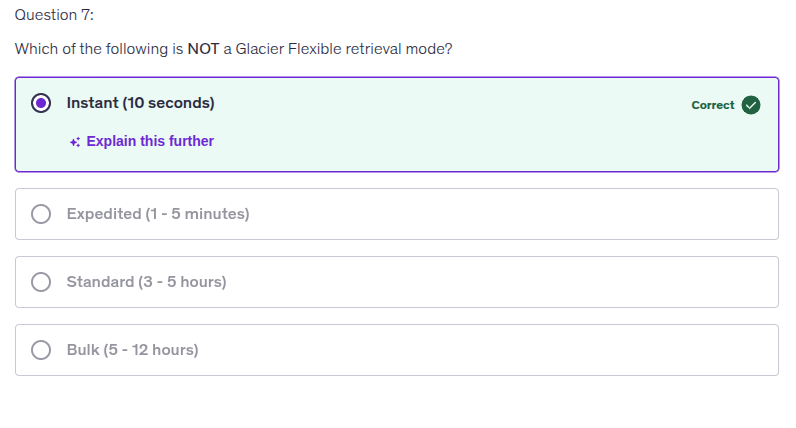 Question 7:
Which of the following is NOT a Glacier Flexible retrieval mode?
Instant (10 seconds)
Correct
Explain this further
Expedited (1 - 5 minutes)
Standard (3 - 5 hours)
Bulk (5 - 12 hours)